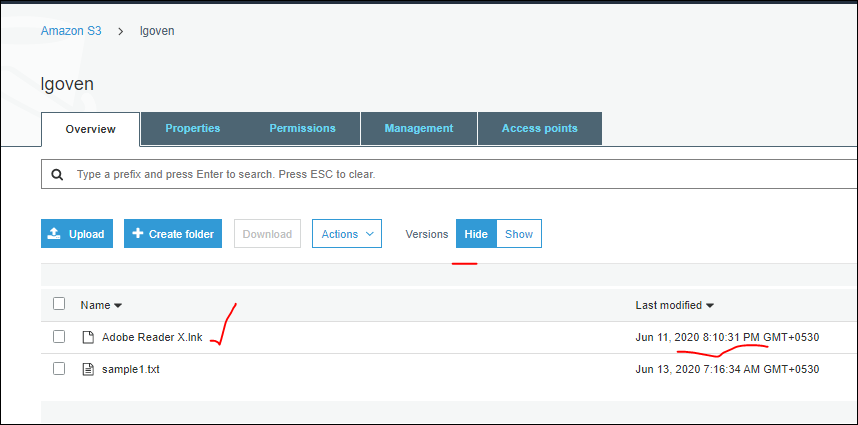 Amazon S3 > lgoven
lgoven
Overview Properties Permissions Management Access points
Type a prefix and press Enter to search. Press ESC to clear.
Upload Create folder Download Actions Versions Hide Show
Name Last modified
Adobe Reader X.lnk Jun 11, 2020 8:10:31 PM GMT+0530
sample1.txt Jun 13, 2020 7:16:34 AM GMT+0530